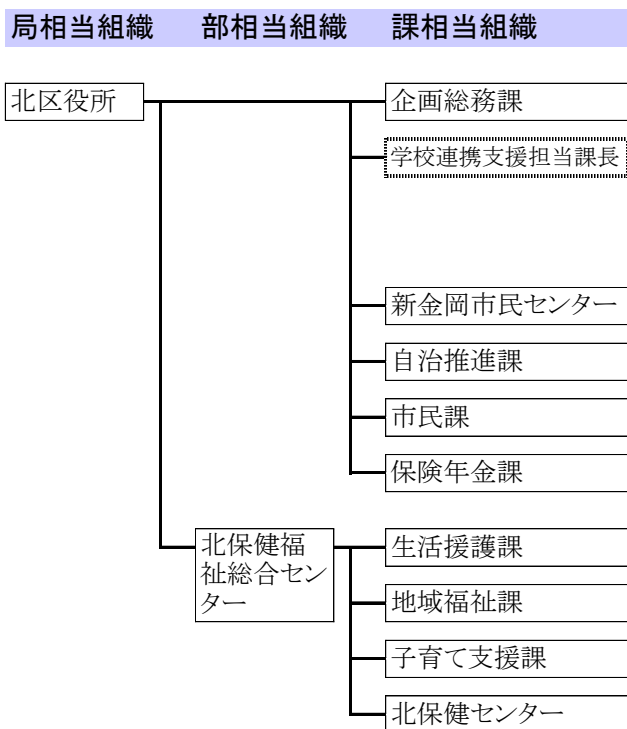 局相当組織 部相当組織 課相当組織
北区役所
企画総務課
学校連携支援担当課長
新金岡市民センター
自治推進課
市民課
保険年金課
北保健福
祉総合セン
ター
生活援護課
地域福祉課
子育て支援課
北保健センター